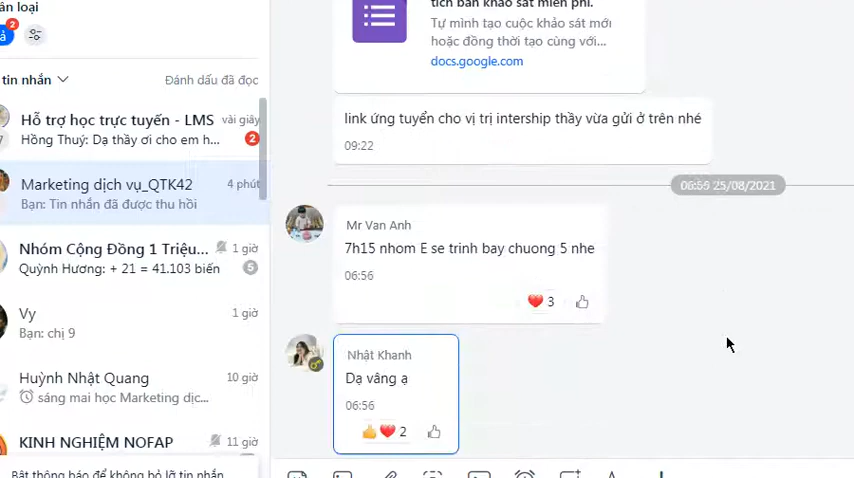 ân loại
2
tin nhắn
Đánh dấu đã đọc
Hỗ trợ học trực tuyến - LMS
vài giây
Hồng Thuý: Dạ thầy ơi cho em h...
2
Marketing dịch vụ_QTK42
4 phút
Bạn: Tin nhắn đã được thu hồi
Nhóm Cộng Đồng 1 Triệu...
1 giờ
Quỳnh Hương: + 21 = 41.103 biến
5
Vy
1 giờ
Bạn: chị 9
Huỳnh Nhật Quang
10 giờ
sáng mai học Marketing dịc...
KINH NGHIỆM NOFAP
11 giờ
Bật thông báo để không bỏ lỡ tin nhắn
tích bản khảo sát miễn phí.
Tự mình tạo cuộc khảo sát mới
hoặc đồng thời tạo cùng với...
docs.google.com
link ứng tuyển cho vị trị intership thầy vừa gửi ở trên nhé
09:22
06:56 25/08/2021
Mr Van Anh
7h15 nhom E se trinh bay chuong 5 nhe
06:56
3
Nhật Khanh
Dạ vâng ạ
06:56
2